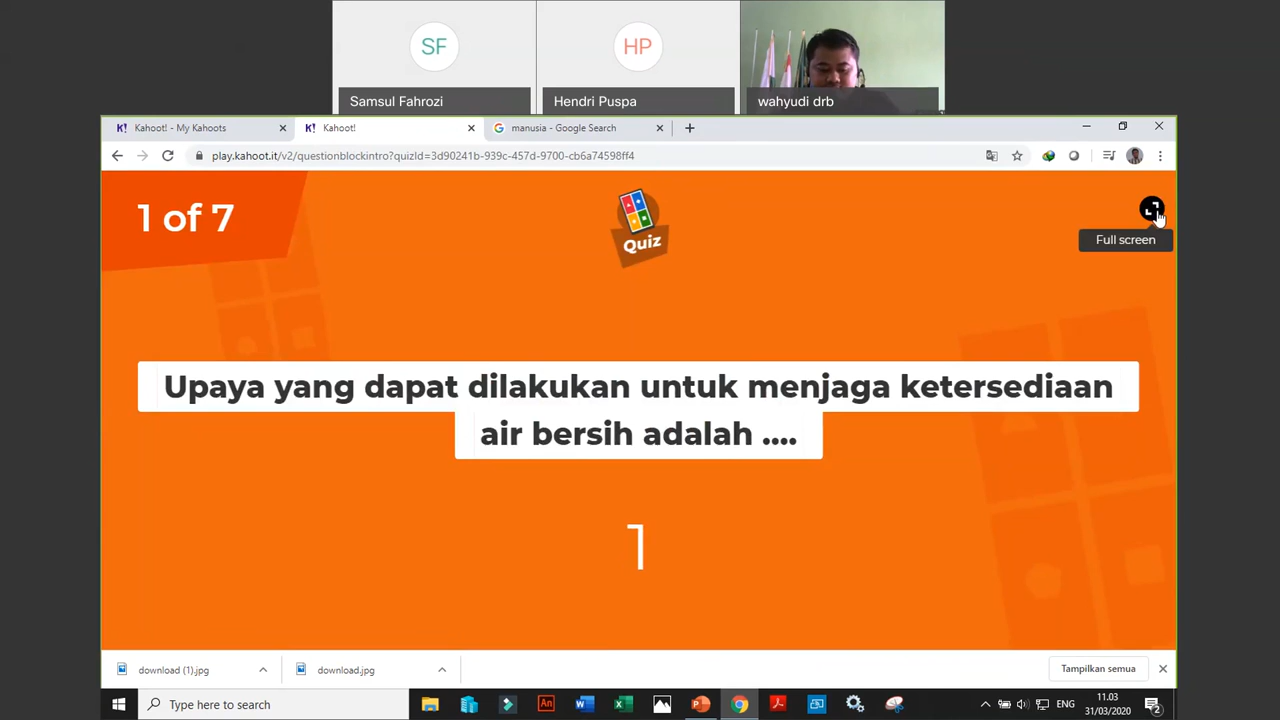 SF
HP
Samsul Fahrozi
Hendri Puspa
wahyudi drb
K! Kahoot! - My Kahoots
K! Kahoot!
G manusia - Google Search
play.kahoot.it/v2/questionblockintro?quizId=3d90241b-939c-457d-9700-cb6a74598ff4
1 of 7
Quiz
Full screen
Upaya yang dapat dilakukan untuk menjaga ketersediaan
air bersih adalah ....
1
download (1).jpg
download.jpg
Tampilkan semua
Type here to search
An
ENG
11.03
31/03/2020
2